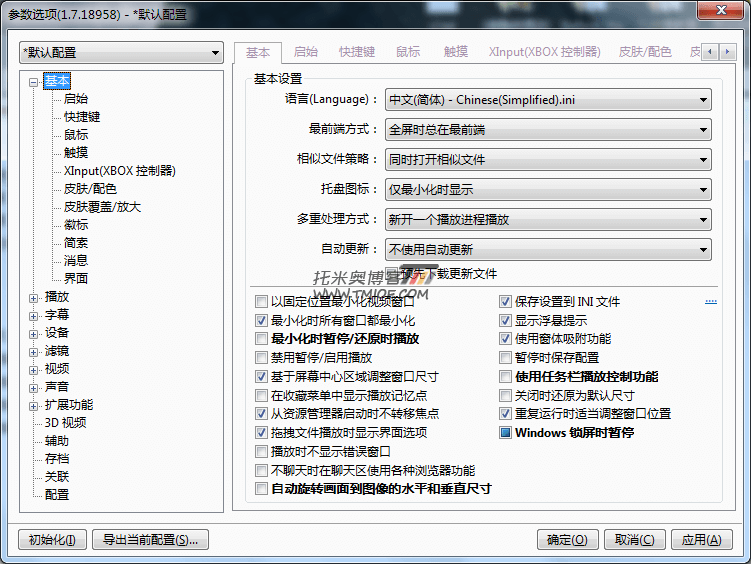 参数选项(1.7.18958) - *默认配置
*默认配置
基本
启始
快捷键
鼠标
触摸
XInput(XBOX 控制器)
皮肤/配色
皮肤覆盖/放大
徽标
简索
消息
界面
播放
字幕
设备
滤镜
视频
声音
扩展功能
3D 视频
辅助
存档
关联
配置
基本 启始 快捷键 鼠标 触摸 XInput(XBOX 控制器) 皮肤/配色
基本设置
语言(Language)： 中文(简体) - Chinese(Simplified).ini
最前端方式： 全屏时总在最前端
相似文件策略： 同时打开相似文件
托盘图标： 仅最小化时显示
多重处理方式： 新开一个播放进程播放
自动更新： 不使用自动更新
预先下载更新文件
托米奥博客
WWW.TMIOE.COM
以固定位置最小化视频窗口
最小化时所有窗口都最小化
最小化时暂停/还原时播放
禁用暂停/启用播放
基于屏幕中心区域调整窗口尺寸
在收藏菜单中显示播放记忆点
从资源管理器启动时不转移焦点
拖拽文件播放时显示界面选项
播放时不显示错误窗口
不聊天时在聊天区使用各种浏览器功能
自动旋转画面到图像的水平和垂直尺寸
保存设置到 INI 文件 ....
显示浮悬提示
使用窗体吸附功能
暂停时保存配置
使用任务栏播放控制功能
关闭时还原为默认尺寸
重复运行时适当调整窗口位置
Windows 锁屏时暂停
初始化(I) 导出当前配置(S)... 确定(O) 取消(C) 应用(A)